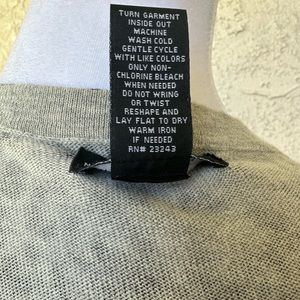 TURN GARMENT
INSIDE OUT
MACHINE
WASH COLD
GENTLE CYCLE
WITH LIKE COLORS
ONLY NON-
CHLORINE BLEACH
WHEN NEEDED
DO NOT WRING
OR TWIST
RESHAPE AND
LAY FLAT TO DRY
WARM IRON
IF NEEDED
RN# 23243